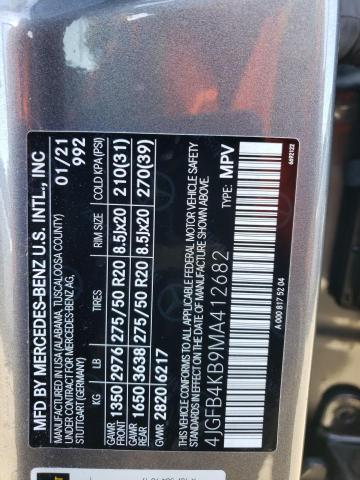 MFD BY MERCEDES-BENZ U.S. INTL., INC
MANUFACTURED IN USA (ALABAMA, TUSCALOOSA COUNTY)
UNDER CONTRACT FOR MERCEDES-BENZ AG,
STUTTGART(GERMANY)
01/21
992
KG LB TIRES RIM SIZE COLD KPA(PSI)
GAWR FRONT 1350 2976 275/50 R20 8.5Jx20 210(31)
GAWR REAR 1650 3638 275/50 R20 8.5Jx20 270(39)
GVWR 2820 6217
THIS VEHICLE CONFORMS TO ALL APPLICABLE FEDERAL MOTOR VEHICLE SAFETY
STANDARDS IN EFFECT ON THE DATE OF MANUFACTURE SHOWN ABOVE.
4JGFB4KB9MA412682 TYPE: MPV
A 000 817 52 04
6692122